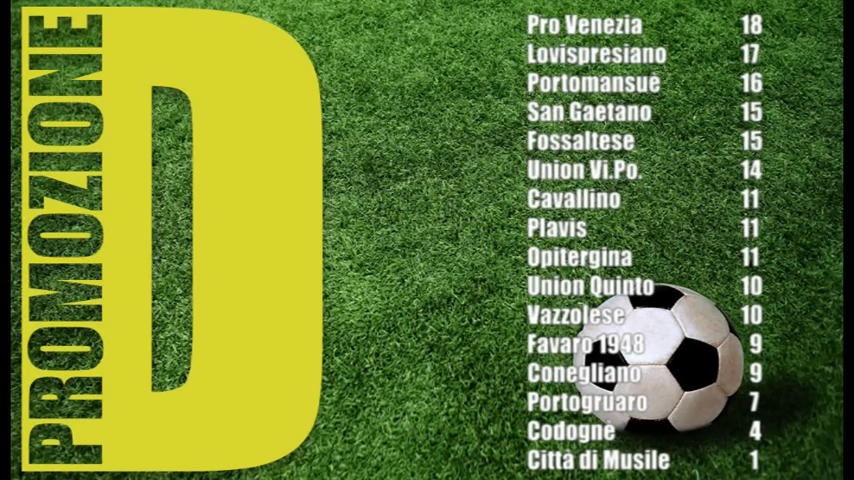 PROMOZIONE
D
Pro Venezia 18
Lovispresiano 17
Portomansuè 16
San Gaetano 15
Fossaltese 15
Union Vi.Po. 14
Cavallino 11
Plavis 11
Opitergina 11
Union Quinto 10
Vazzolese 10
Favaro 1948 9
Conegliano 9
Portogruaro 7
Codognè 4
Città di Musile 1